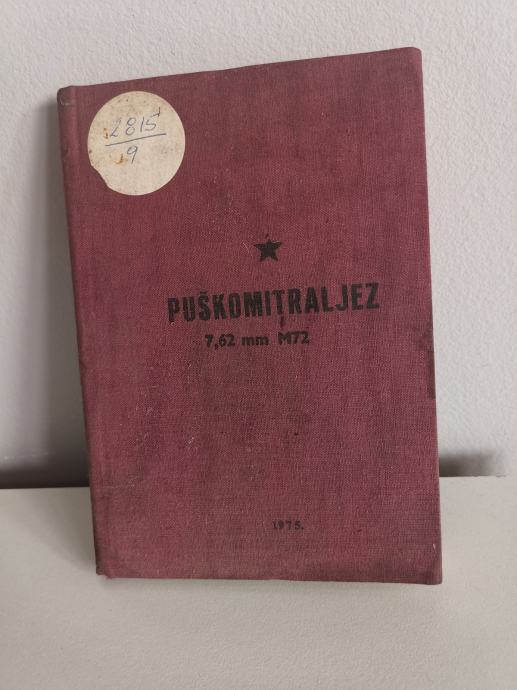 2815
9
PUŠKOMITRALJEZ
7,62 mm M72
1975.